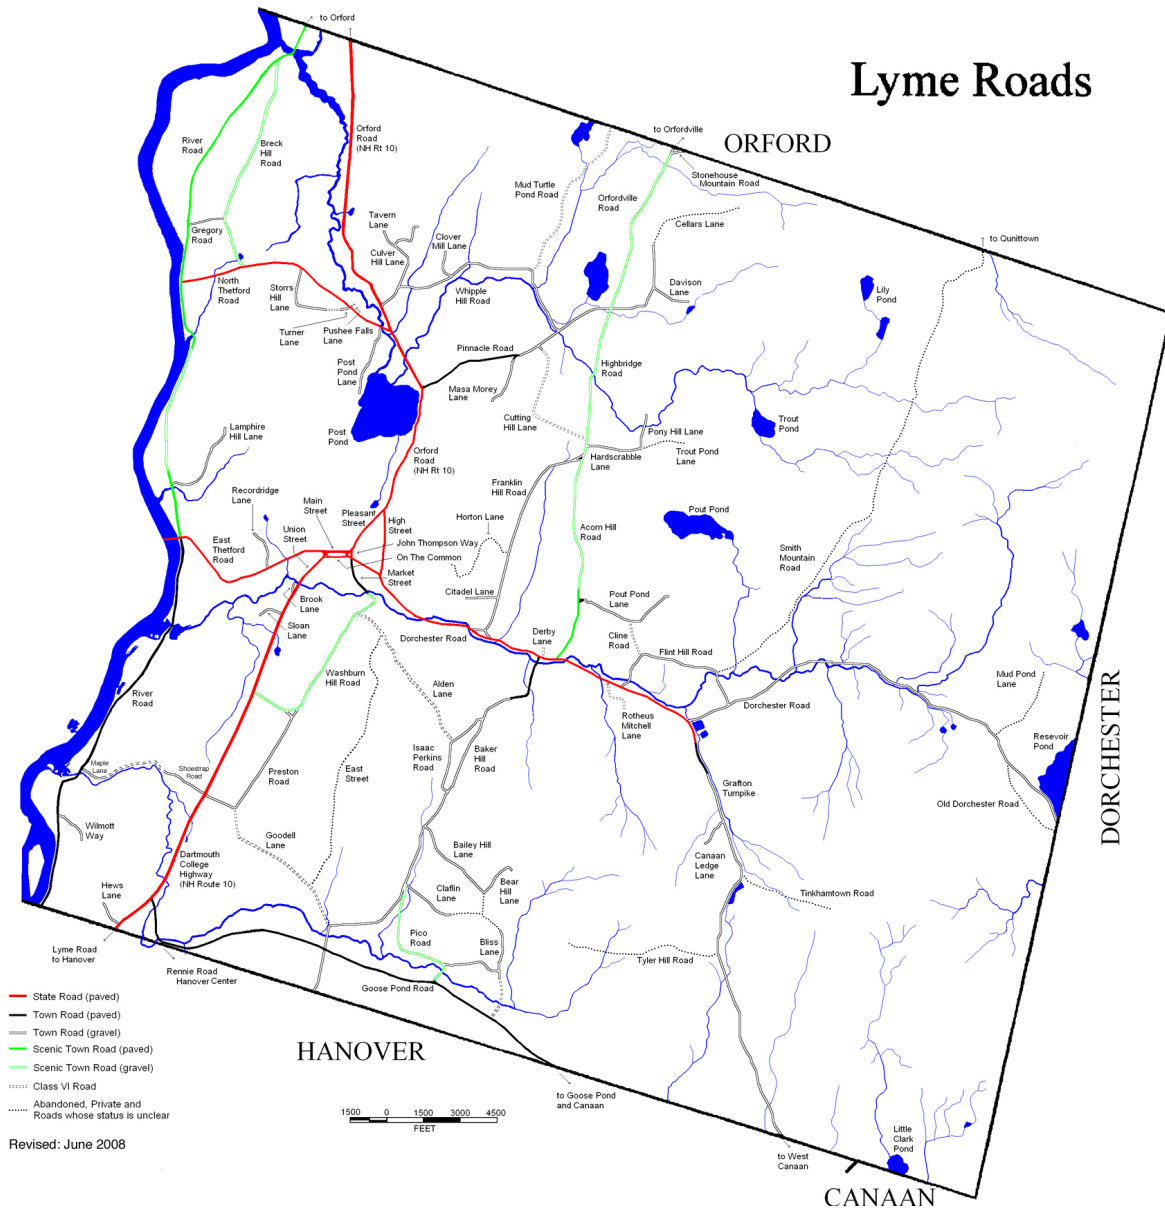 Lyme Roads
to Orford
to Orfordville
ORFORD
River
Road
Breck
Hill
Road
Orford
Road
(NH Rt 10)
Mud Turtle
Pond Road
Stonehouse
Mountain Road
Orfordville
Road
Tavern
Lane
Cellars Lane
Gregory
Road
Clover
Mill Lane
Culver
Hill Lane
to Qunittown
North
Thetford
Road
Storrs
Hill
Lane
Whipple
Hill Road
Davison
Lane
Lily
Pond
Turner
Lane
Pushee Falls
Lane
Pinnacle Road
Post
Pond
Lane
Highbridge
Road
Masa Morey
Lane
Cutting
Hill Lane
Trout
Pond
Lamphire
Hill Lane
Post
Pond
Pony Hill Lane
Orford
Road
(NH Rt 10)
Hardscrabble
Lane
Trout Pond
Lane
Franklin
Hill Road
Recordridge
Lane
Main
Street
Pleasant
Street
Horton Lane
Pout Pond
Union
Street
High
Street
Acorn Hill
Road
East
Thetford
Road
John Thompson Way
On The Common
Smith
Mountain
Road
Market
Street
Citadel Lane
Brook
Lane
Pout Pond
Lane
Sloan
Lane
Dorchester Road
Derby
Lane
Cline
Road
Flint Hill Road
Washburn
Hill Road
Alden
Lane
Mud Pond
Lane
River
Road
Dorchester Road
Rotheus
Mitchell
Lane
Resevoir
Pond
DORCHESTER
Isaac
Perkins
Road
Baker
Hill
Road
Maple
Lane
Shoestrap
Road
Preston
Road
East
Street
Grafton
Turnpike
Old Dorchester Road
Wilmott
Way
Goodell
Lane
Bailey Hill
Lane
Dartmouth
College
Highway
(NH Route 10)
Canaan
Ledge
Lane
Hews
Lane
Claflin
Lane
Bear
Hill
Lane
Tinkhamtown Road
Pico
Road
Bliss
Lane
Lyme Road
to Hanover
Rennie Road
Hanover Center
Goose Pond Road
Tyler Hill Road
State Road (paved)
Town Road (paved)
Town Road (gravel)
Scenic Town Road (paved)
Scenic Town Road (gravel)
Class VI Road
Abandoned, Private and
Roads whose status is unclear
HANOVER
to Goose Pond
and Canaan
1500 0 1500 3000 4500
FEET
Revised: June 2008
Little
Clark
Pond
to West
Canaan
CANAAN